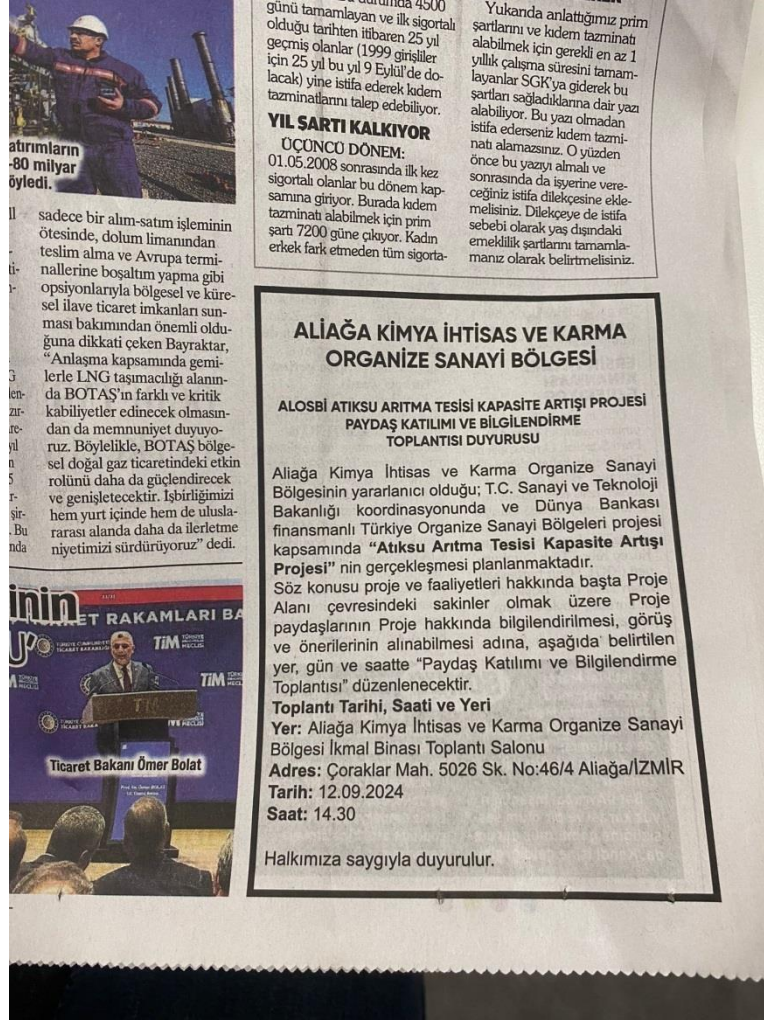 günü tamamlayan ve ilk sigortalı
olduğu tarihten itibaren 25 yıl
geçmiş olanlar (1999 girişliler
için 25 yıl bu yıl 9 Eylül'de do-
lacak) yine istifa ederek kıdem
tazminatlarını talep edebiliyor.
YIL ŞARTI KALKIYOR
ÜÇÜNCÜ DÖNEM:
01.05.2008 sonrasında ilk kez
sigortalı olanlar bu dönem kap-
samına giriyor. Burada kıdem
tazminatı alabilmek için prim
şartı 7200 güne çıkıyor. Kadın
erkek fark etmeden tüm sigorta-
Yukarıda anlattığımız prim
şartlarını ve kıdem tazminatı
alabilmek için gerekli en az 1
yıllık çalışma süresini tamam-
layanlar SGK'ya giderek bu
şartları sağladıklarına dair yazı
alabiliyor. Bu yazı olmadan
istifa ederseniz kıdem tazmi-
natı alamazsınız. O yüzden
önce bu yazıyı almalı ve
sonrasında da işyerine vere-
ceğiniz istifa dilekçesine ekle-
melisiniz. Dilekçeye de istifa
sebebi olarak yaş dışındaki
emeklilik şartlarını tamamla-
manız olarak belirtmelisiniz.
atırımların
-80 milyar
öyledi.
sadece bir alım-satım işleminin
ötesinde, dolum limanından
teslim alma ve Avrupa termi-
nallerine boşaltım yapma gibi
opsiyonlarıyla bölgesel ve küre-
sel ilave ticaret imkanları sun-
ması bakımından önemli oldu-
ğuna dikkati çeken Bayraktar,
“Anlaşma kapsamında gemi-
lerle LNG taşımacılığı alanın-
da BOTAŞ'ın farklı ve kritik
kabiliyetler edinecek olmasın-
dan da memnuniyet duyuyo-
ruz. Böylelikle, BOTAŞ bölge-
sel doğal gaz ticaretindeki etkin
rolünü daha da güçlendirecek
ve genişletecektir. İşbirliğimizi
hem yurt içinde hem de ulusla-
rarası alanda daha da ilerletme
niyetimizi sürdürüyoruz” dedi.
inin
ET RAKAMLARI BA
TİM
TİM
TİM
Ticaret Bakanı Ömer Bolat
ALİAĞA KİMYA İHTİSAS VE KARMA
ORGANİZE SANAYİ BÖLGESİ
ALOSBİ ATIKSU ARITMA TESİSİ KAPASİTE ARTIŞI PROJESİ
PAYDAŞ KATILIMI VE BİLGİLENDİRME
TOPLANTISI DUYURUSU
Aliağa Kimya İhtisas ve Karma Organize Sanayi
Bölgesinin yararlanıcı olduğu; T.C. Sanayi ve Teknoloji
Bakanlığı koordinasyonunda ve Dünya Bankası
finansmanlı Türkiye Organize Sanayi Bölgeleri projesi
kapsamında “Atıksu Arıtma Tesisi Kapasite Artışı
Projesi” nin gerçekleşmesi planlanmaktadır.
Söz konusu proje ve faaliyetleri hakkında başta Proje
Alanı çevresindeki sakinler olmak üzere Proje
paydaşlarının Proje hakkında bilgilendirilmesi, görüş
ve önerilerinin alınabilmesi adına, aşağıda belirtilen
yer, gün ve saatte “Paydaş Katılımı ve Bilgilendirme
Toplantısı” düzenlenecektir.
Toplantı Tarihi, Saati ve Yeri
Yer: Aliağa Kimya İhtisas ve Karma Organize Sanayi
Bölgesi İkmal Binası Toplantı Salonu
Adres: Çoraklar Mah. 5026 Sk. No:46/4 Aliağa/İZMİR
Tarih: 12.09.2024
Saat: 14.30
Halkımıza saygıyla duyurulur.